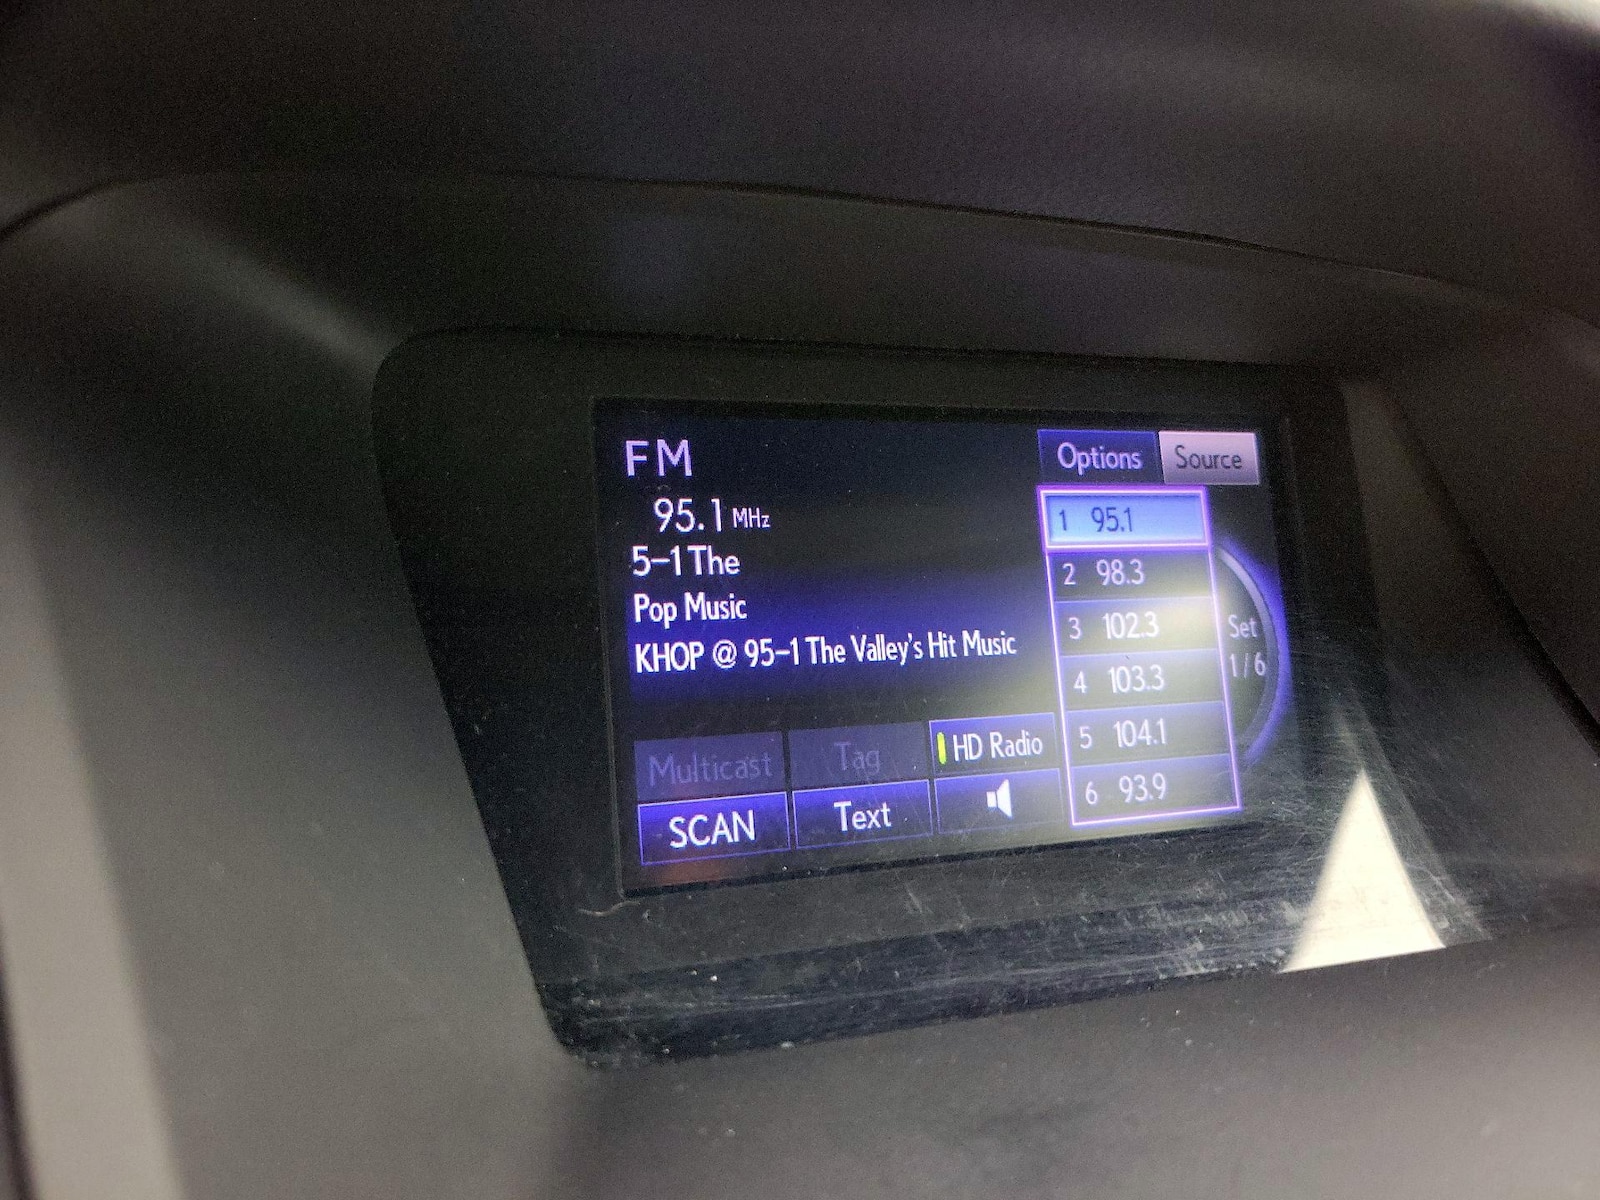 FM
Options Source
95.1 MHz
5-1 The
Pop Music
KHOP @ 95-1 The Valley's Hit Music
1 95.1
2 98.3
3 102.3
4 103.3
5 104.1
6 93.9
Set
1/6
Multicast Tag HD Radio
SCAN Text